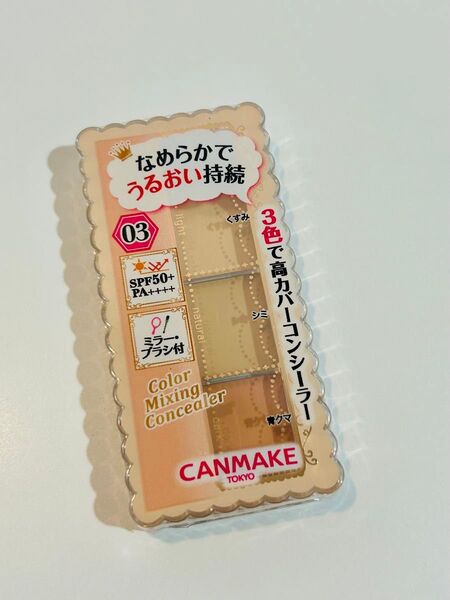 なめらかで
うるおい持続
03
SPF50+
PA++++
ミラー・
ブラシ付
Color
Mixing
Concealer
light
くすみ
natural
シミ
青クマ
3色で高カバーコンシーラー
CANMAKE
TOKYO